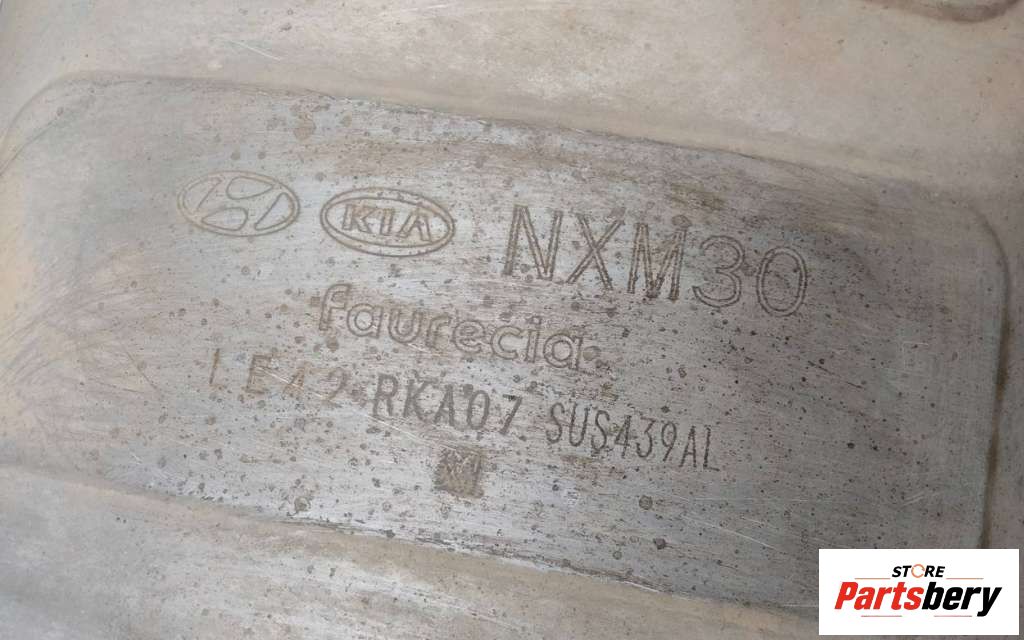 KIA NXM30
faurecia
LE42-RKA07 SUS439AL
STORE
Partsbery